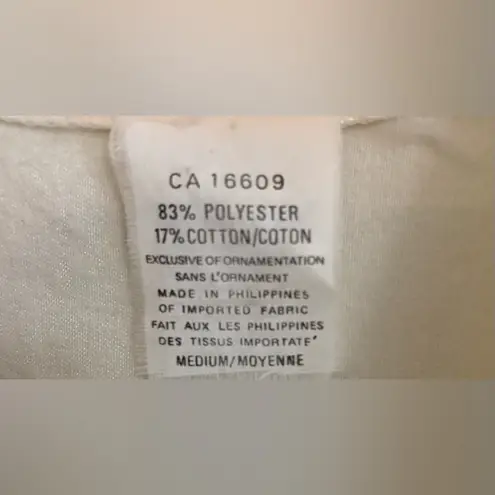 CA 16609
83% POLYESTER
17% COTTON/COTON
EXCLUSIVE OF ORNAMENTATION
SANS L'ORNAMENT
MADE IN PHILIPPINES
OF IMPORTED FABRIC
FAIT AUX LES PHILIPPINES
DES TISSUS IMPORTATE'
MEDIUM/MOYENNE